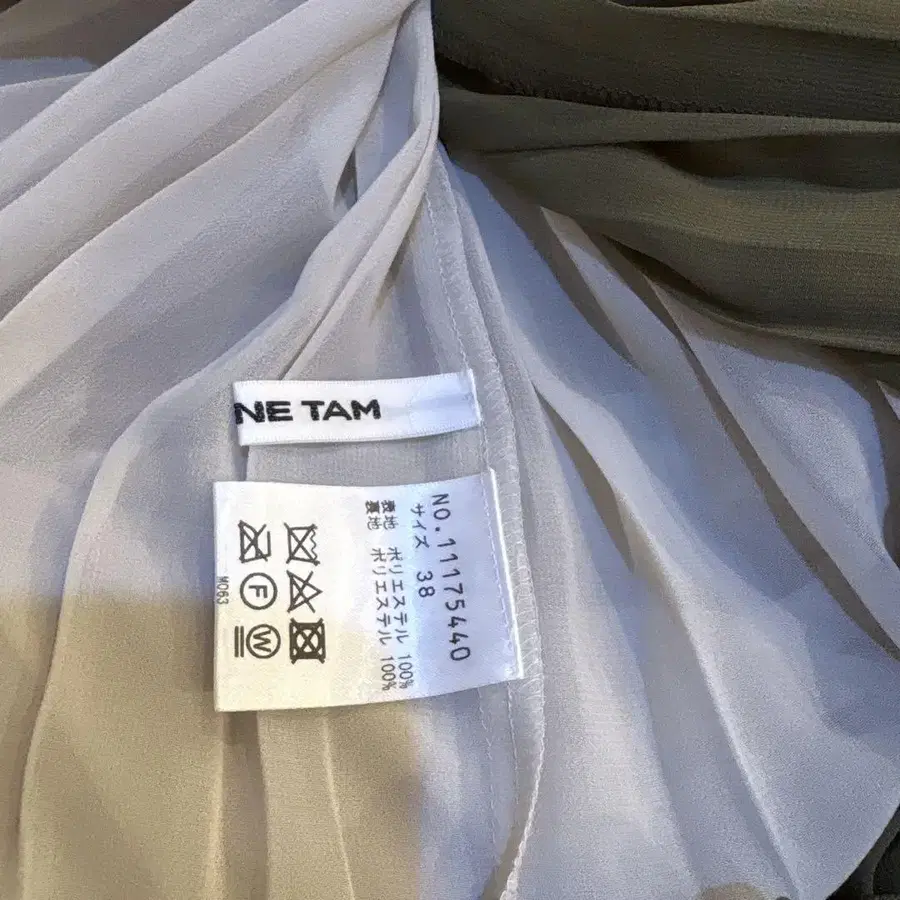 NE TAM
NO.11175440
サイズ 38
表地 ポリエステル 100%
裏地 ポリエステル 100%
F
W
M063